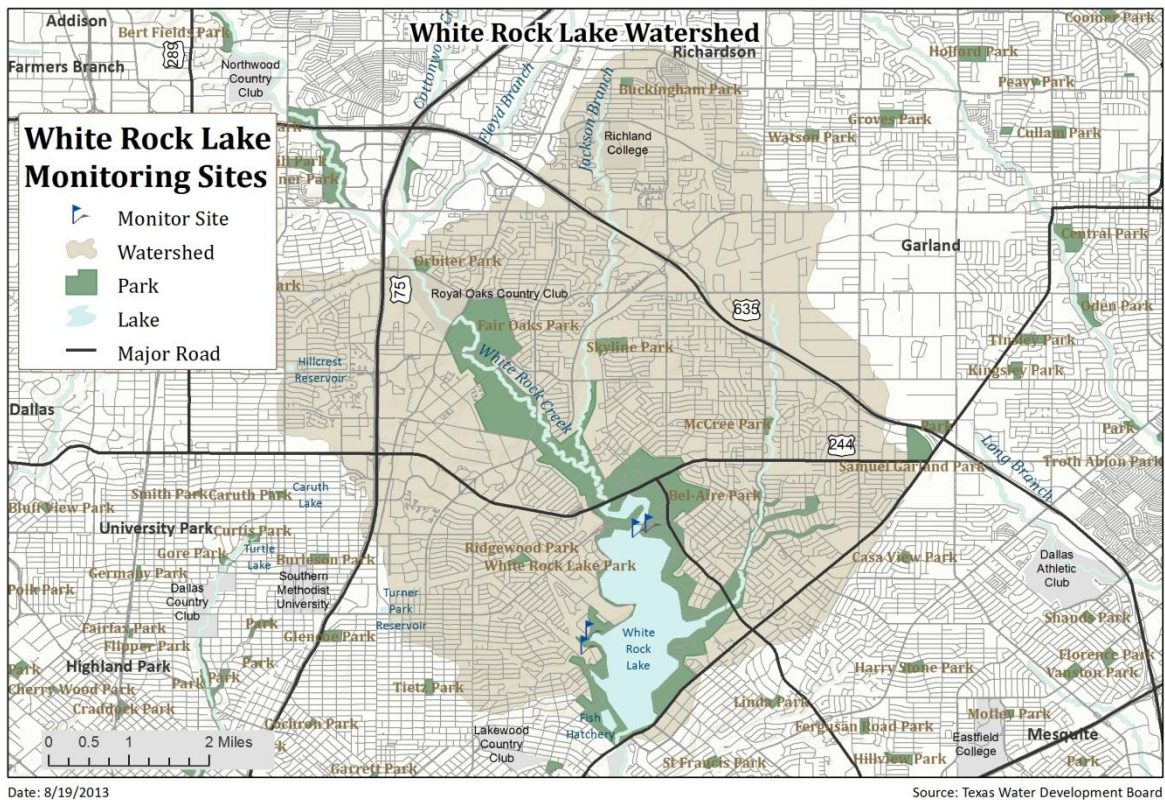 White Rock Lake Watershed
Addison
Bert Fields Park
289
Farmers Branch
Northwood
Country
Club
Richardson
Coomer Park
Holford Park
Peavy Park
Buckingham Park
Groves Park
Watson Park
Cullam Park
Floyd Branch
Jackson Branch
Richland
College
White Rock Lake
Monitoring Sites
Monitor Site
Watershed
Park
Lake
Major Road
Central Park
Garland
Orbiter Park
75
Royal Oaks Country Club
Fair Oaks Park
635
Oden Park
Tinsley Park
Kingsley Park
Skyline Park
White Rock Creek
Hillcrest
Reservoir
Dallas
McCree Park
244
Park
Park
Samuel Garland Park
Long Branch
Troth Ablon Park
Smith Park
Caruth Park
Caruth
Lake
Bel-Aire Park
Bluff View Park
University Park
Curtis Park
Gore Park
Turtle
Lake
Burleson Park
Ridgewood Park
White Rock Lake Park
Casa View Park
Germany Park
Polk Park
Dallas
Country
Club
Southern
Methodist
University
Turner
Park
Reservoir
Dallas
Athletic
Club
Shands Park
Fairfax Park
Park
Glencoe Park
Flipper Park
White
Rock
Lake
Florence Park
Vanston Park
Harry Stone Park
Highland Park
Park
Park
Cherry Wood Park
Park
Park
Craddock Park
Tietz Park
Linda Park
Cochron Park
Fish
Hatchery
Fergusan Road Park
Motley Park
Mesquite
Eastfield
College
Lakewood
Country
Club
St Francis Park
Hillview Park
Park
Garrett Park
0 0.5 1 2 Miles
Date: 8/19/2013
Source: Texas Water Development Board